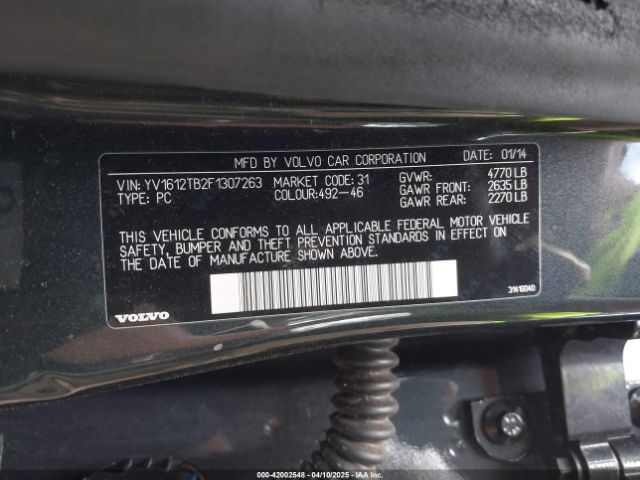 MFD BY VOLVO CAR CORPORATION DATE: 01/14
VIN: YV1612TB2F1307263 MARKET CODE: 31 GVWR: 4770 LB
TYPE: PC COLOUR:492-46 GAWR FRONT: 2635 LB
GAWR REAR: 2270 LB
THIS VEHICLE CONFORMS TO ALL APPLICABLE FEDERAL MOTOR VEHICLE
SAFETY, BUMPER AND THEFT PREVENTION STANDARDS IN EFFECT ON
THE DATE OF MANUFACTURE SHOWN ABOVE.
VOLVO
000-42002548 - 04/10/2025 - IAAHQCT01